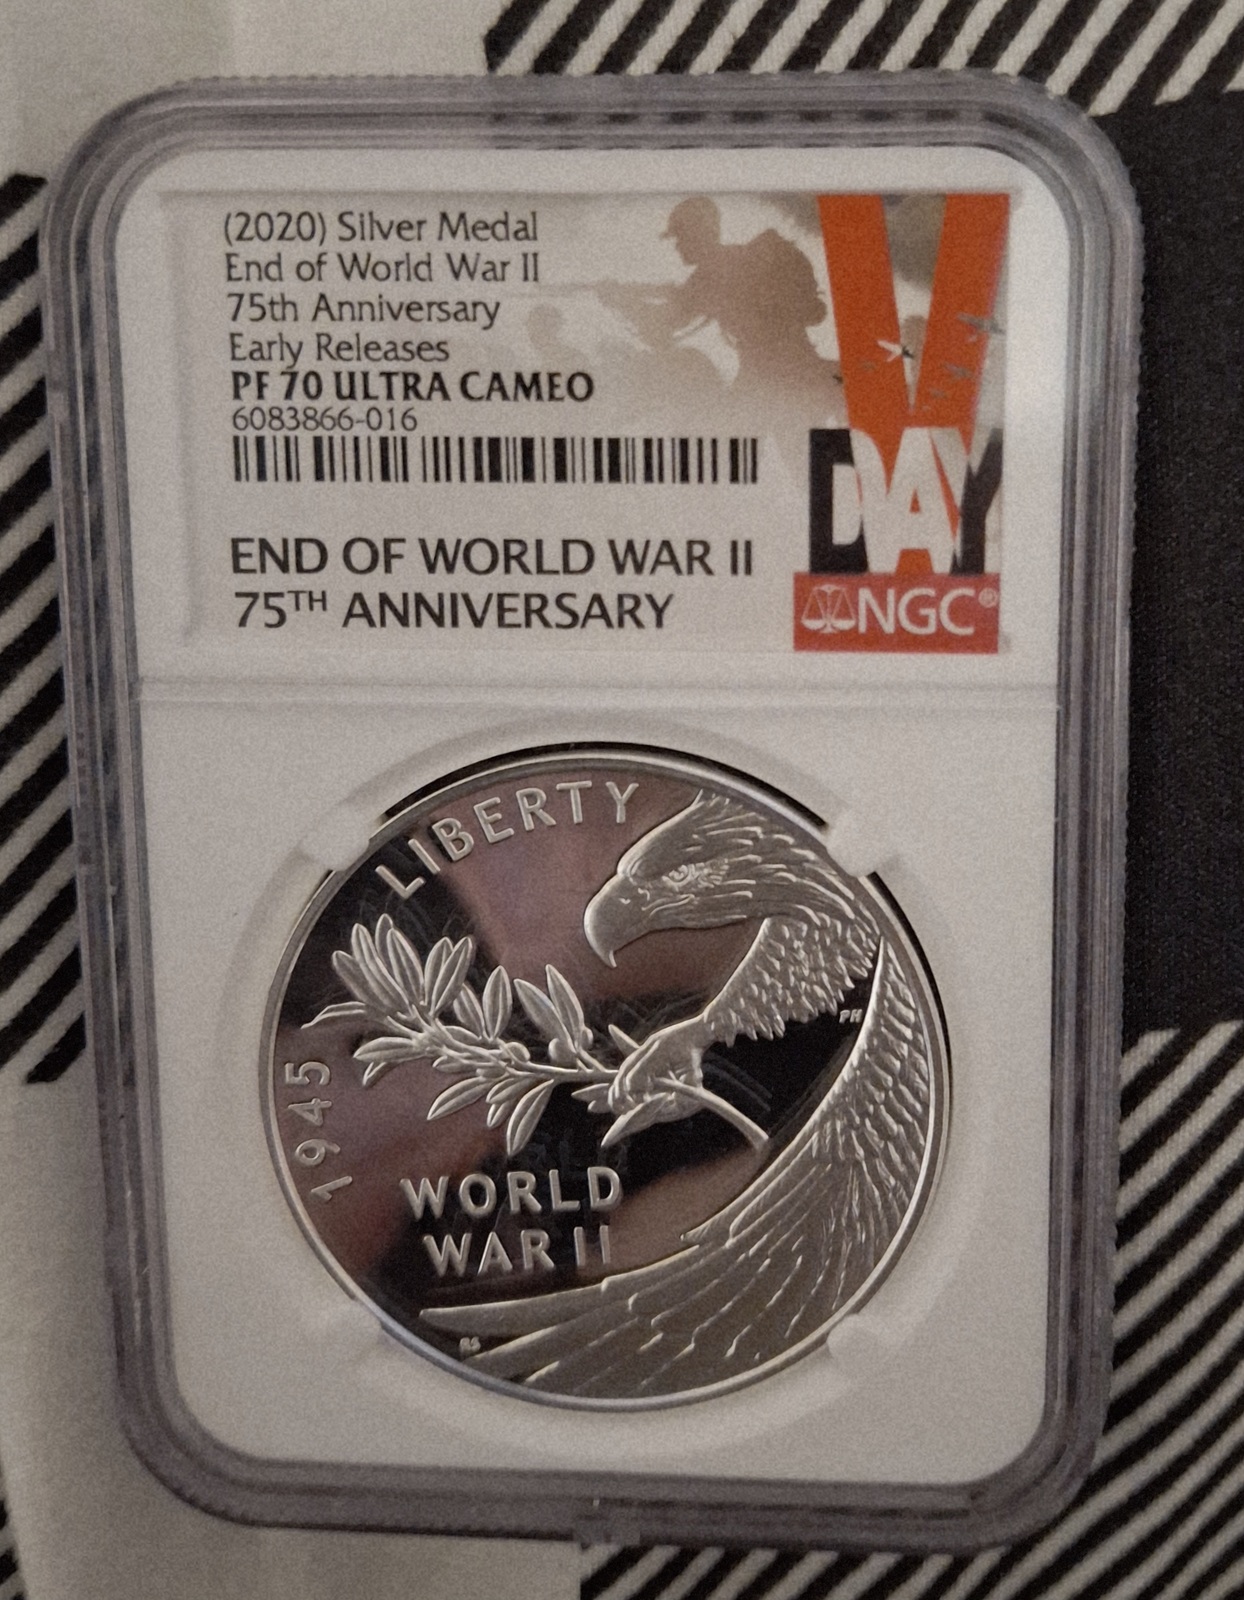 (2020) Silver Medal
End of World War II
75th Anniversary
Early Releases
PF 70 ULTRA CAMEO
6083866-016
END OF WORLD WAR II
75TH ANNIVERSARY
V
DAY
NGC®
LIBERTY
PH
1945
WORLD
WAR II
RS